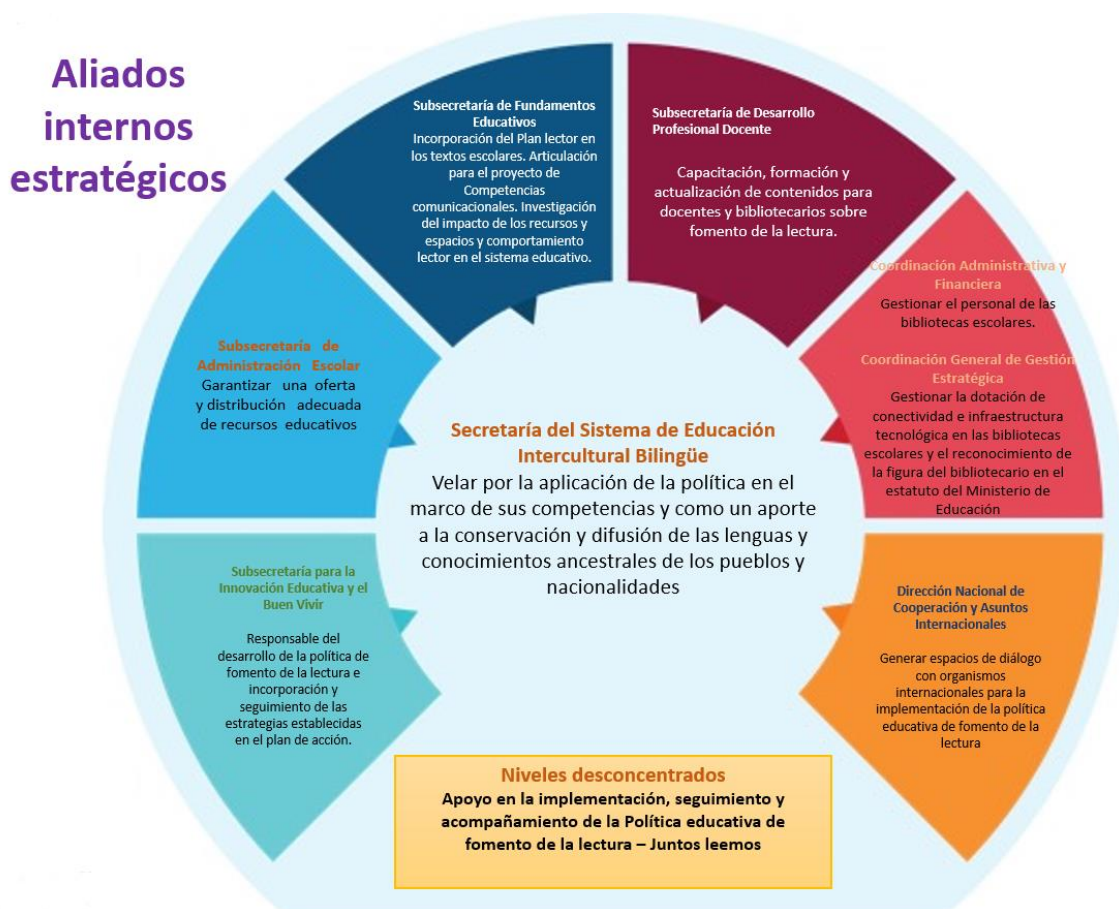 Aliados
internos
estratégicos
Subsecretaría de Fundamentos
Educativos
Incorporación del Plan lector en
los textos escolares. Articulación
para el proyecto de
Competencias
comunicacionales. Investigación
del impacto de los recursos y
espacios y comportamiento
lector en el sistema educativo.
Subsecretaría de Desarrollo
Profesional Docente
Capacitación, formación y
actualización de contenidos para
docentes y bibliotecarios sobre
fomento de la lectura.
Coordinación Administrativa y
Financiera
Gestionar el personal de las
bibliotecas escolares.
Coordinación General de Gestión
Estratégica
Gestionar la dotación de
conectividad e infraestructura
tecnológica en las bibliotecas
escolares y el reconocimiento de
la figura del bibliotecario en el
estatuto del Ministerio de
Educación
Subsecretaría de
Administración Escolar
Garantizar una oferta
y distribución adecuada
de recursos educativos
Secretaría del Sistema de Educación
Intercultural Bilingüe
Velar por la aplicación de la política en el
marco de sus competencias y como un aporte
a la conservación y difusión de las lenguas y
conocimientos ancestrales de los pueblos y
nacionalidades
Subsecretaría para la
Innovación Educativa y el
Buen Vivir
Responsable del
desarrollo de la política de
fomento de la lectura e
incorporación y
seguimiento de las
estrategias establecidas
en el plan de acción.
Dirección Nacional de
Cooperación y Asuntos
Internacionales
Generar espacios de diálogo
con organismos
internacionales para la
implementación de la política
educativa de fomento de la
lectura
Niveles desconcentrados
Apoyo en la implementación, seguimiento y
acompañamiento de la Política educativa de
fomento de la lectura – Juntos leemos